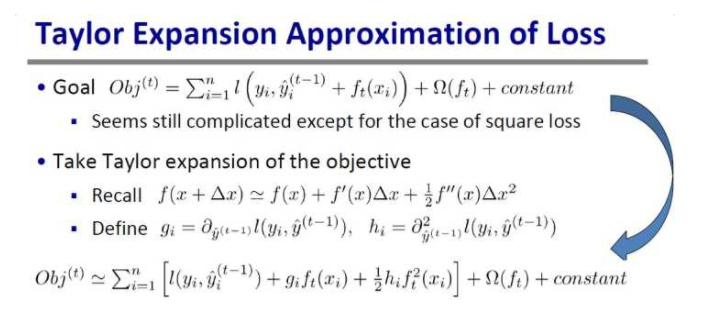 Taylor Expansion Approximation of Loss
• Goal Obj^{(t)} = \sum_{i=1}^{n} l\left(y_i, \hat{y}_i^{(t-1)} + f_t(x_i)\right) + \Omega(f_t) + constant
▪ Seems still complicated except for the case of square loss
• Take Taylor expansion of the objective
▪ Recall f(x + \Delta x) \simeq f(x) + f'(x)\Delta x + \frac{1}{2} f''(x)\Delta x^2
▪ Define g_i = \partial_{\hat{y}^{(t-1)}} l(y_i, \hat{y}^{(t-1)}), h_i = \partial^2_{\hat{y}^{(t-1)}} l(y_i, \hat{y}^{(t-1)})
Obj^{(t)} \simeq \sum_{i=1}^{n} \left[ l(y_i, \hat{y}_i^{(t-1)}) + g_i f_t(x_i) + \frac{1}{2} h_i f_t^2(x_i) \right] + \Omega(f_t) + constant